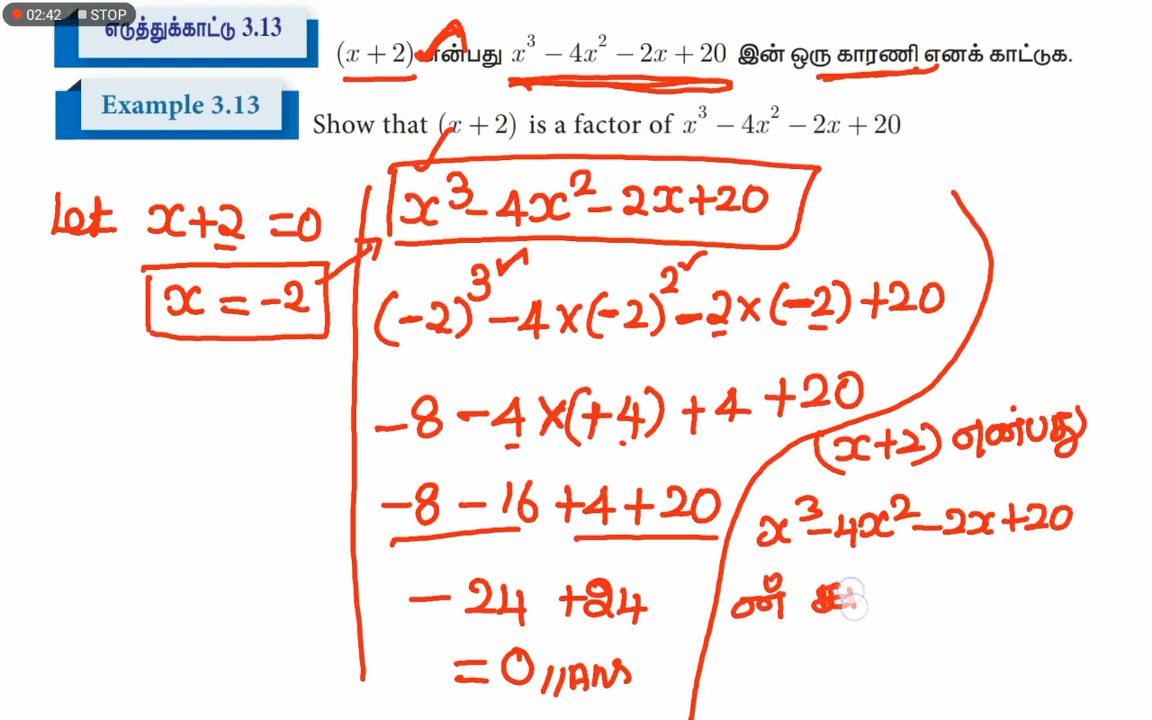 02:42 STOP
எடுத்துக்காட்டு 3.13
(x + 2) என்பது x³ − 4x² − 2x + 20 இன் ஒரு காரணி எனக் காட்டுக.
Example 3.13
Show that (x + 2) is a factor of x³ − 4x² − 2x + 20
Let x+2 =0
x = -2
x³-4x²-2x+20
(-2)³-4×(-2)²-2×(-2)+20
-8 -4×(+4) +4 +20
-8 -16 +4+20
-24 +24
=0//Ans
(x+2) என்பது
x³-4x²-2x+20
ன்